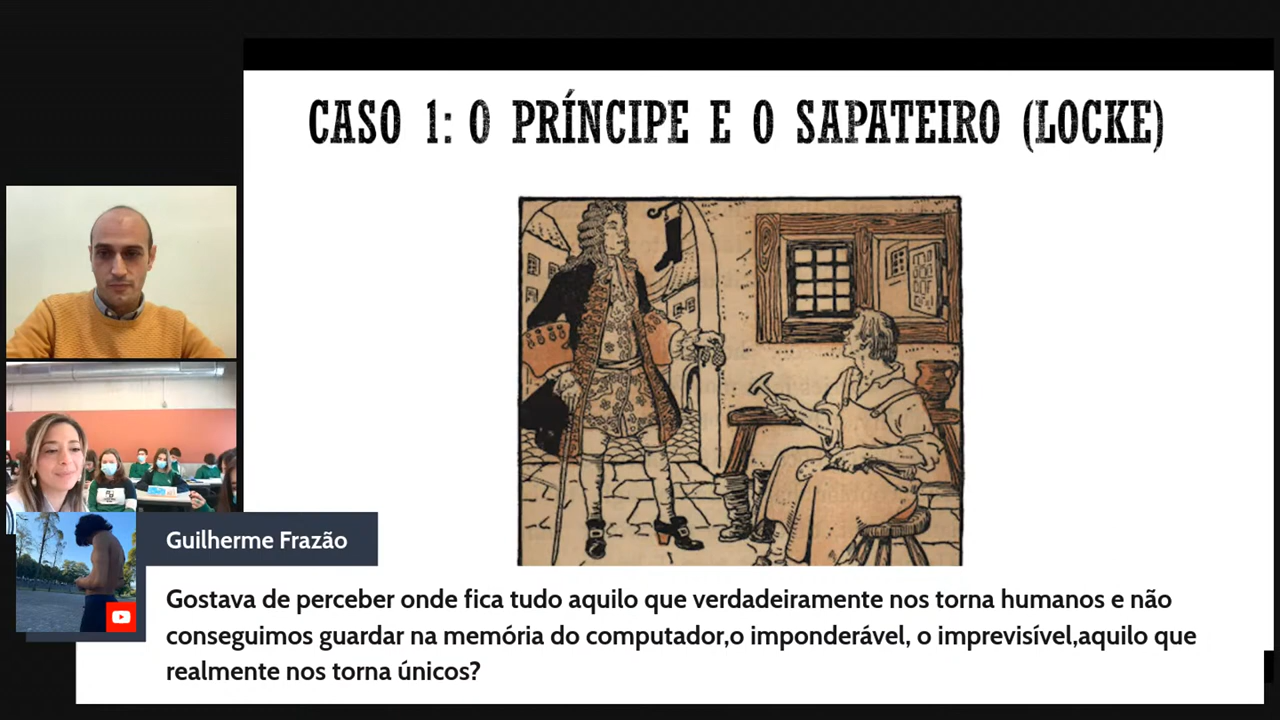 CASO 1: O PRÍNCIPE E O SAPATEIRO (LOCKE)
Guilherme Frazão
Gostava de perceber onde fica tudo aquilo que verdadeiramente nos torna humanos e não
conseguimos guardar na memória do computador,o imponderável, o imprevisível,aquilo que
realmente nos torna únicos?